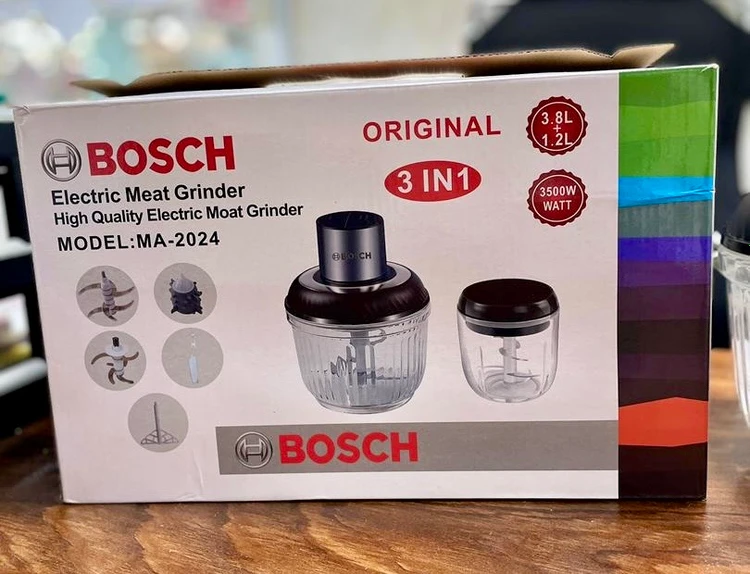 BOSCH
Electric Meat Grinder
High Quality Electric Moat Grinder
MODEL:MA-2024
ORIGINAL
3 IN1
3.8L
+
1.2L
3500W
WATT
BOSCH
BOSCH